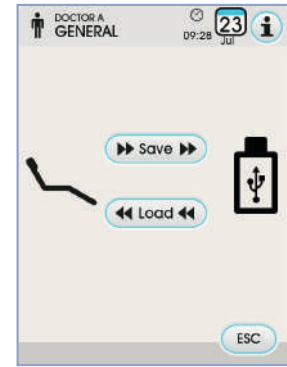 DOCTOR A
GENERAL
09:28
23
Jul
i
Save
Load
ESC